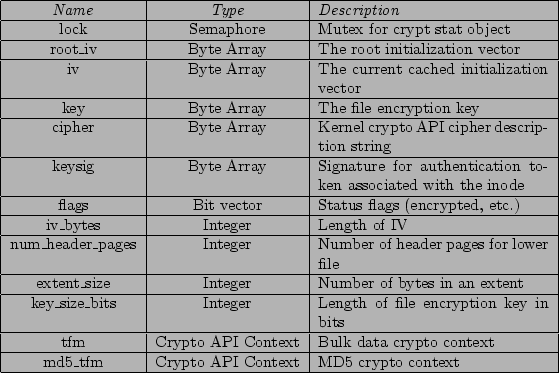 Name Type Description
lock Semaphore Mutex for crypt stat object
root_iv Byte Array The root initialization vector
iv Byte Array The current cached initialization
vector
key Byte Array The file encryption key
cipher Byte Array Kernel crypto API cipher descrip-
tion string
keysig Byte Array Signature for authentication to-
ken associated with the inode
flags Bit vector Status flags (encrypted, etc.)
iv_bytes Integer Length of IV
num_header_pages Integer Number of header pages for lower
file
extent_size Integer Number of bytes in an extent
key_size_bits Integer Length of file encryption key in
bits
tfm Crypto API Context Bulk data crypto context
md5_tfm Crypto API Context MD5 crypto context